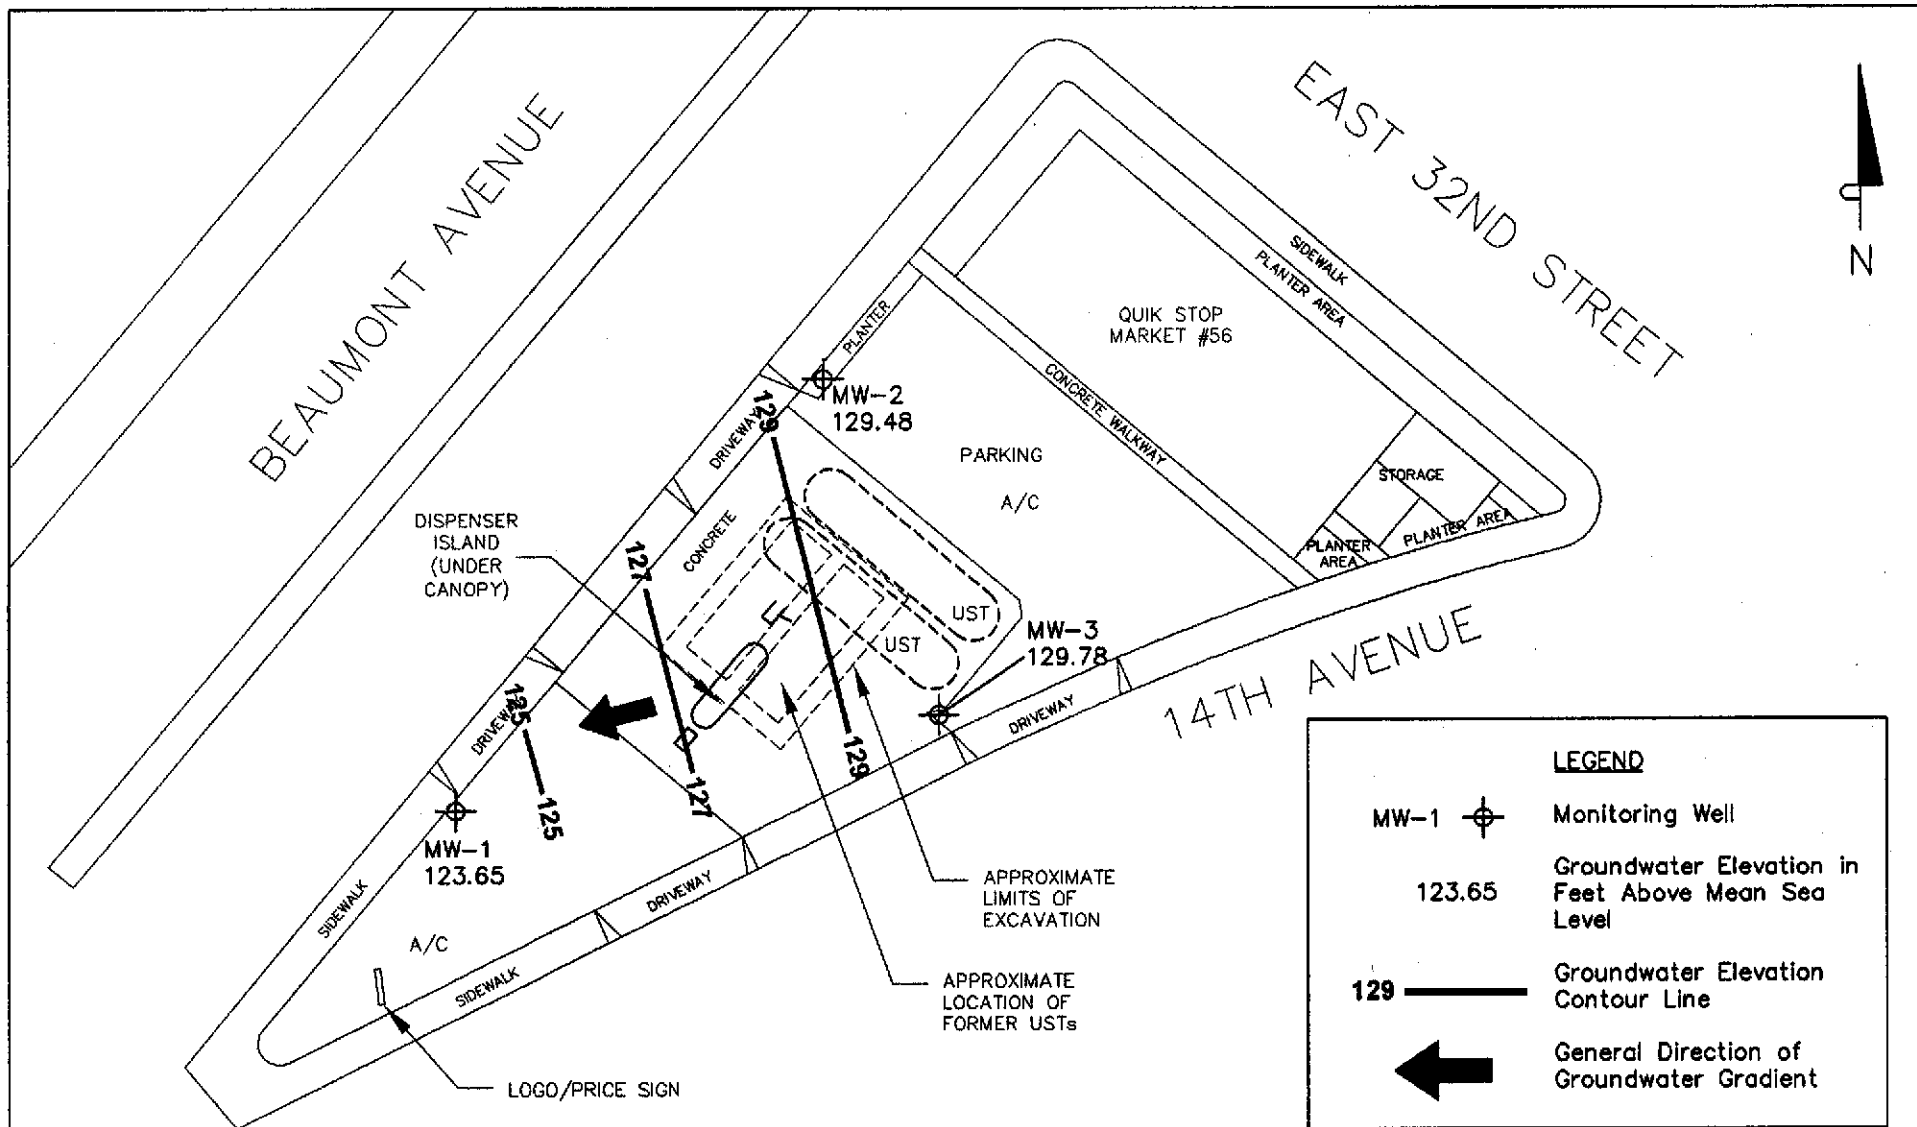 EAST 32ND STREET
BEAUMONT AVENUE
N
SIDEWALK
PLANTER AREA
QUIK STOP
MARKET #56
PLANTER
CONCRETE WALKWAY
MW-2
129.48
129
DRIVEWAY
PARKING
A/C
STORAGE
PLANTER AREA
PLANTER
AREA
DISPENSER
ISLAND
(UNDER
CANOPY)
CONCRETE
127
UST
UST
MW-3
129.78
14TH AVENUE
DRIVEWAY
125
DRIVEWAY
129
127
125
MW-1
123.65
SIDEWALK
A/C
DRIVEWAY
SIDEWALK
APPROXIMATE
LIMITS OF
EXCAVATION
APPROXIMATE
LOCATION OF
FORMER USTs
LOGO/PRICE SIGN
LEGEND
MW-1
Monitoring Well
123.65
Groundwater Elevation in
Feet Above Mean Sea
Level
129
Groundwater Elevation
Contour Line
General Direction of
Groundwater Gradient